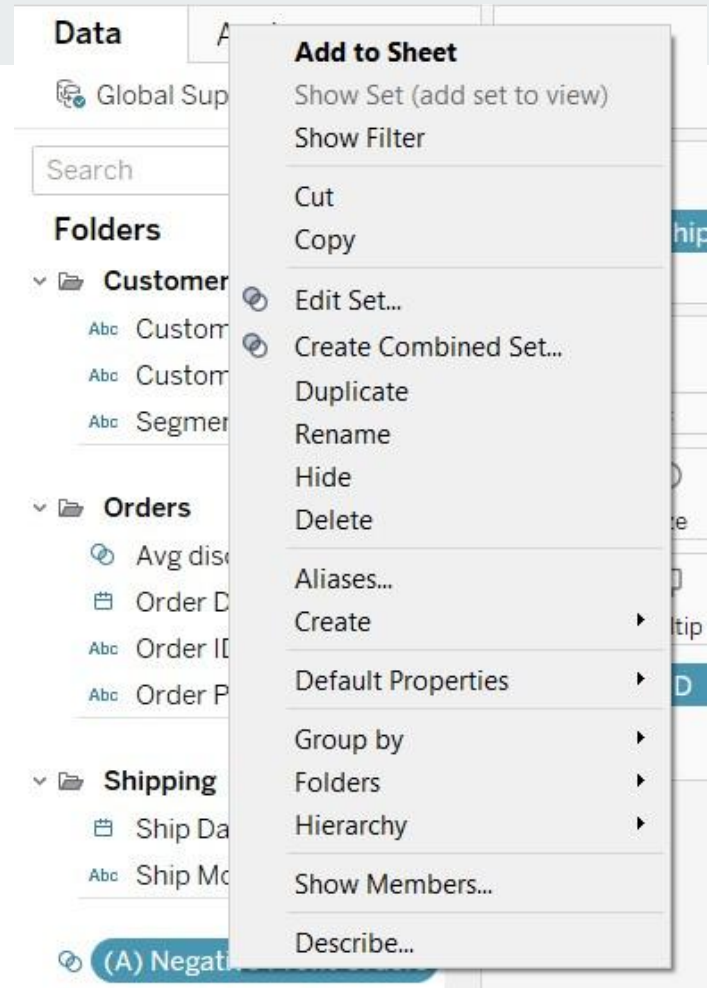 Data
Global Sup
Search
Folders
Customer
Abc Custom
Abc Custom
Abc Segmen
Orders
Avg disc
Order D
Abc Order ID
Abc Order P
Shipping
Ship Da
Abc Ship Mo
(A) Negati
Add to Sheet
Show Set (add set to view)
Show Filter
Cut
Copy
Edit Set...
Create Combined Set...
Duplicate
Rename
Hide
Delete
Aliases...
Create
Default Properties
Group by
Folders
Hierarchy
Show Members...
Describe...
hip
ze
ltip
D